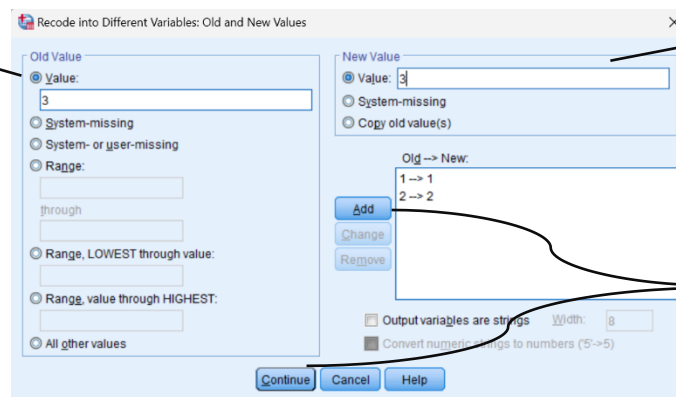 Recode into Different Variables: Old and New Values
Old Value
Value:
3
System-missing
System- or user-missing
Range:
through
Range, LOWEST through value:
Range, value through HIGHEST:
All other values
New Value
Value: 3
System-missing
Copy old value(s)
Old --> New:
1 --> 1
2 --> 2
Add
Change
Remove
Output variables are strings Width: 8
Convert numeric strings to numbers ('5'->5)
Continue Cancel Help